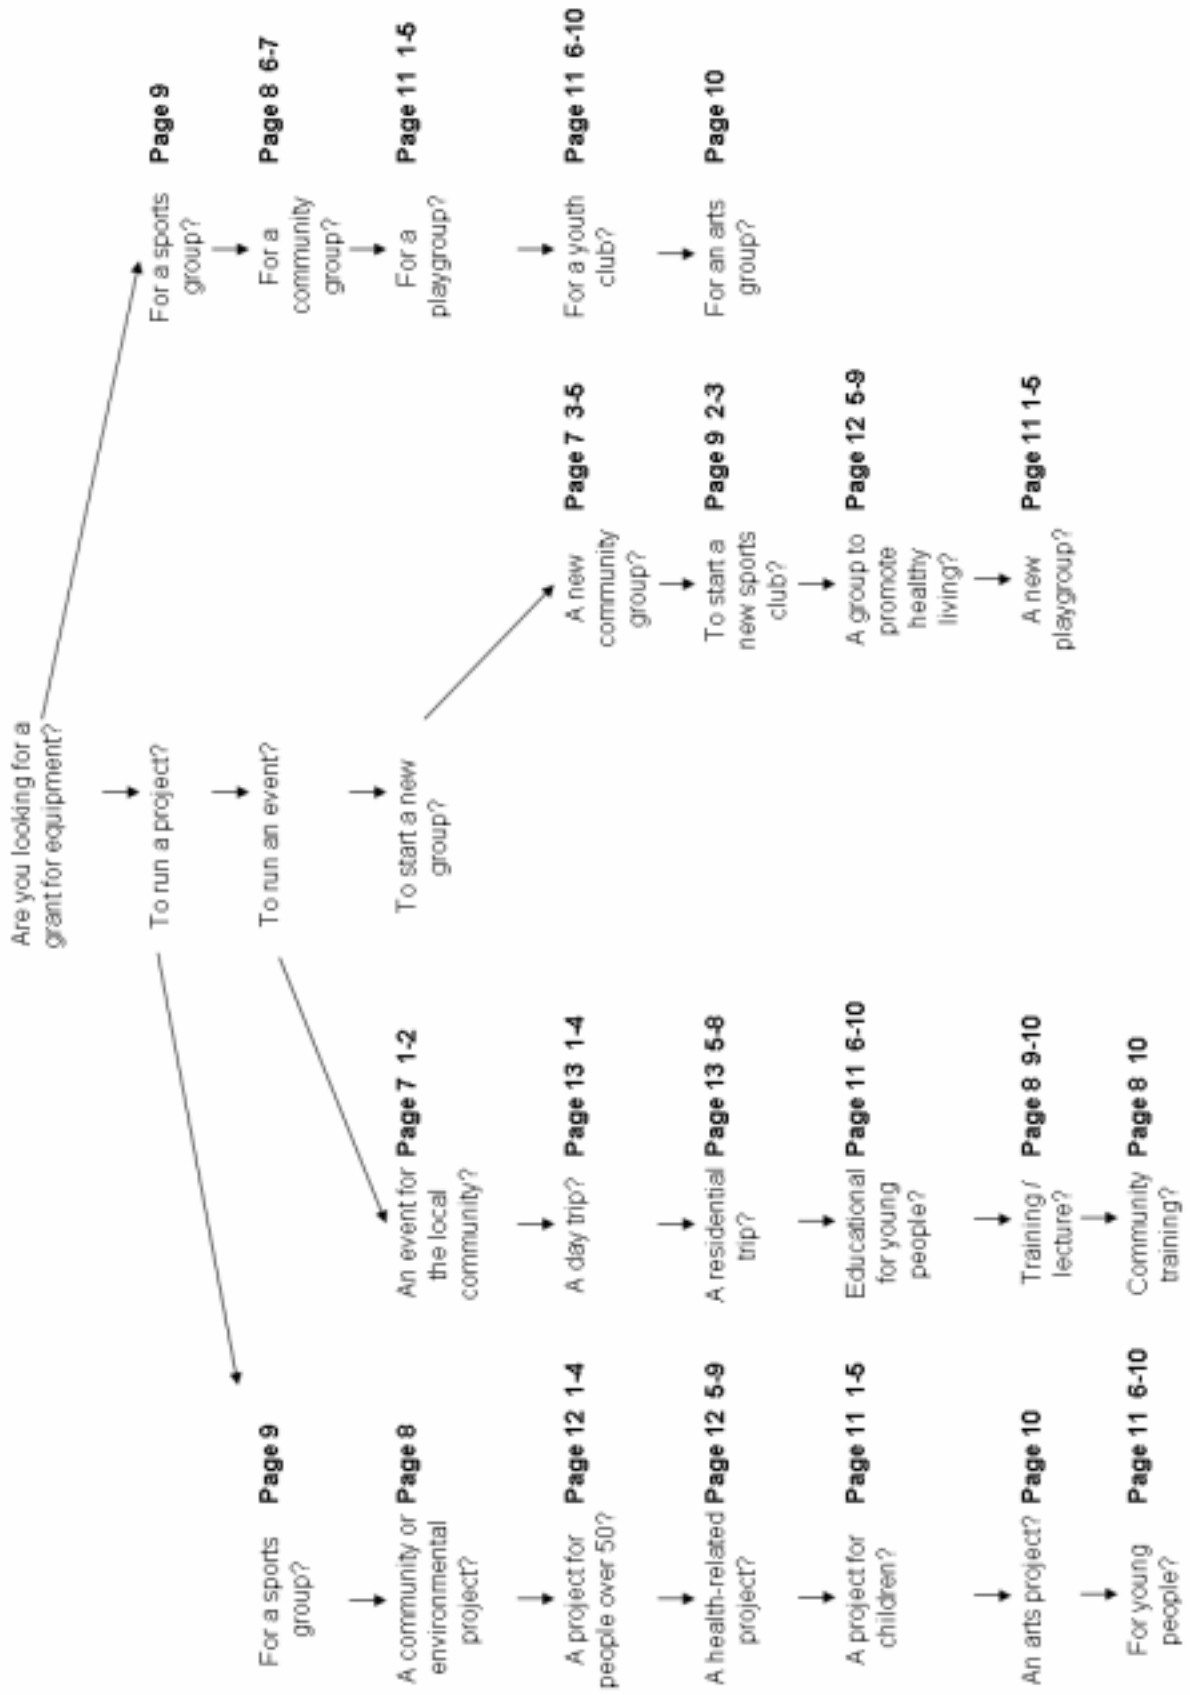 Are you looking for a
grant for equipment?
To run a project?
To run an event?
To start a new
group?
For a sports Page 9
group?
For a Page 8 6-7
community
group?
For a Page 11 1-5
playgroup?
For a youth Page 11 6-10
club?
For an arts Page 10
group?
A new Page 7 3-5
community
group?
To start a Page 9 2-3
new sports
club?
A group to Page 12 5-9
promote
healthy
living?
A new Page 11 1-5
playgroup?
An event for Page 7 1-2
the local
community?
A day trip? Page 13 1-4
A residential Page 13 5-8
trip?
Educational Page 11 6-10
for young
people?
Training / Page 8 9-10
lecture?
Community Page 8 10
training?
For a sports Page 9
group?
A community or Page 8
environmental
project?
A project for Page 12 1-4
people over 50?
A health-related Page 12 5-9
project?
A project for Page 11 1-5
children?
An arts project? Page 10
For young Page 11 6-10
people?